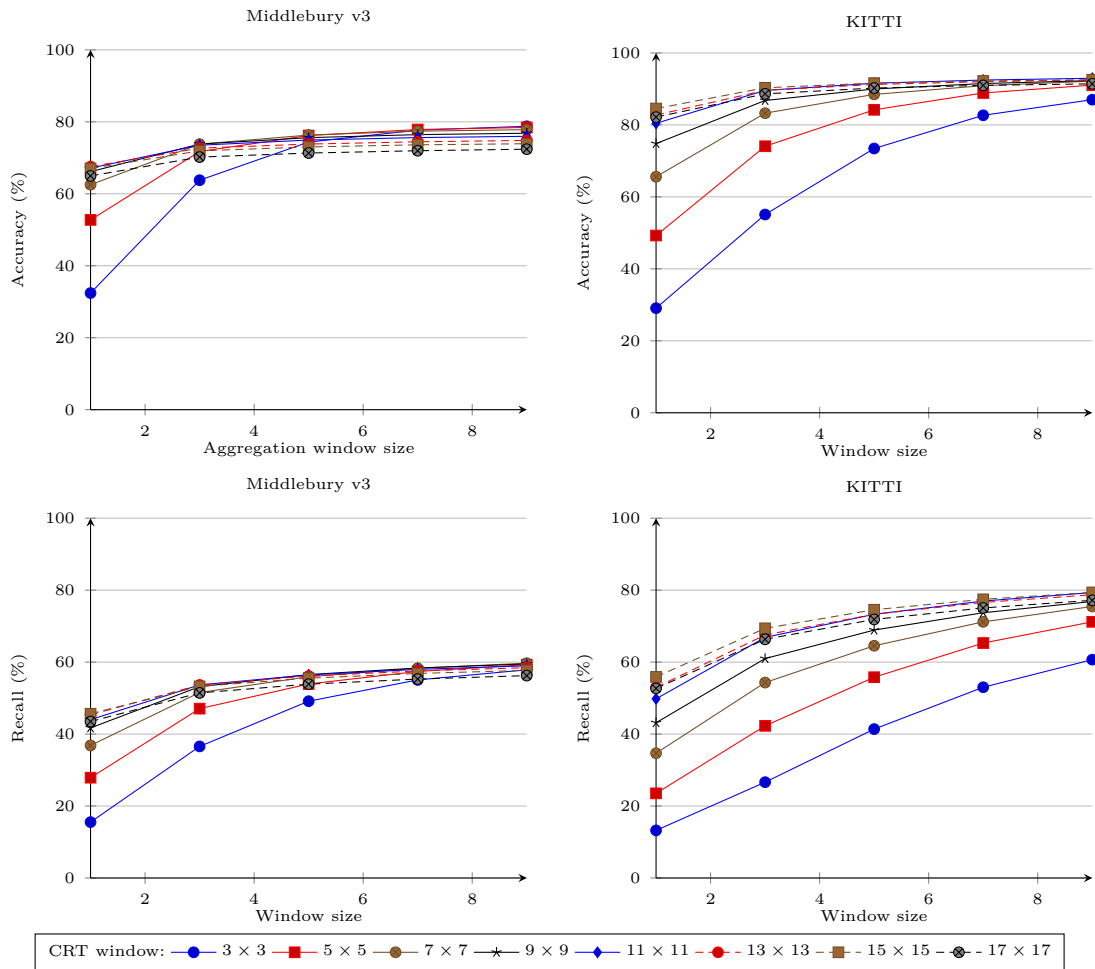 Middlebury v3
100
80
60
40
20
0
Accuracy (%)
2 4 6 8
Aggregation window size
KITTI
100
80
60
40
20
0
Accuracy (%)
2 4 6 8
Window size
Middlebury v3
100
80
60
40
20
0
Recall (%)
2 4 6 8
Window size
KITTI
100
80
60
40
20
0
Recall (%)
2 4 6 8
Window size
CRT window: 3 × 3 5 × 5 7 × 7 9 × 9 11 × 11 13 × 13 15 × 15 17 × 17